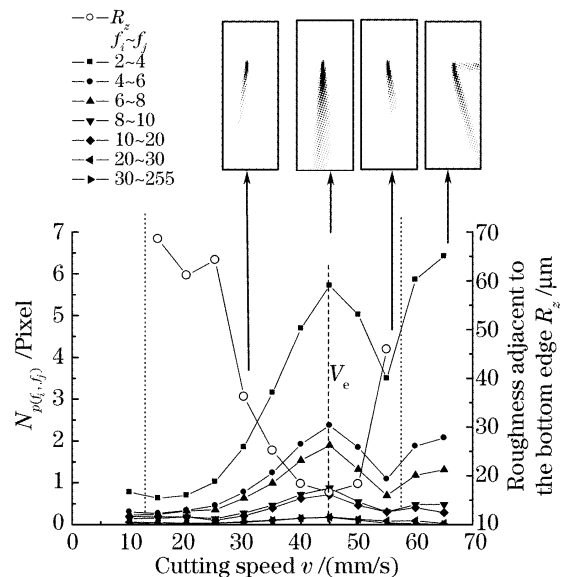 R_z
f_i~f_j
2~4
4~6
6~8
8~10
10~20
20~30
30~255
7
6
5
4
3
2
1
0
N_p(f_i,f_j) /Pixel
V_e
70
60
50
40
30
20
10
Roughness adjacent to
the bottom edge R_z /μm
0 10 20 30 40 50 60 70
Cutting speed v /(mm/s)